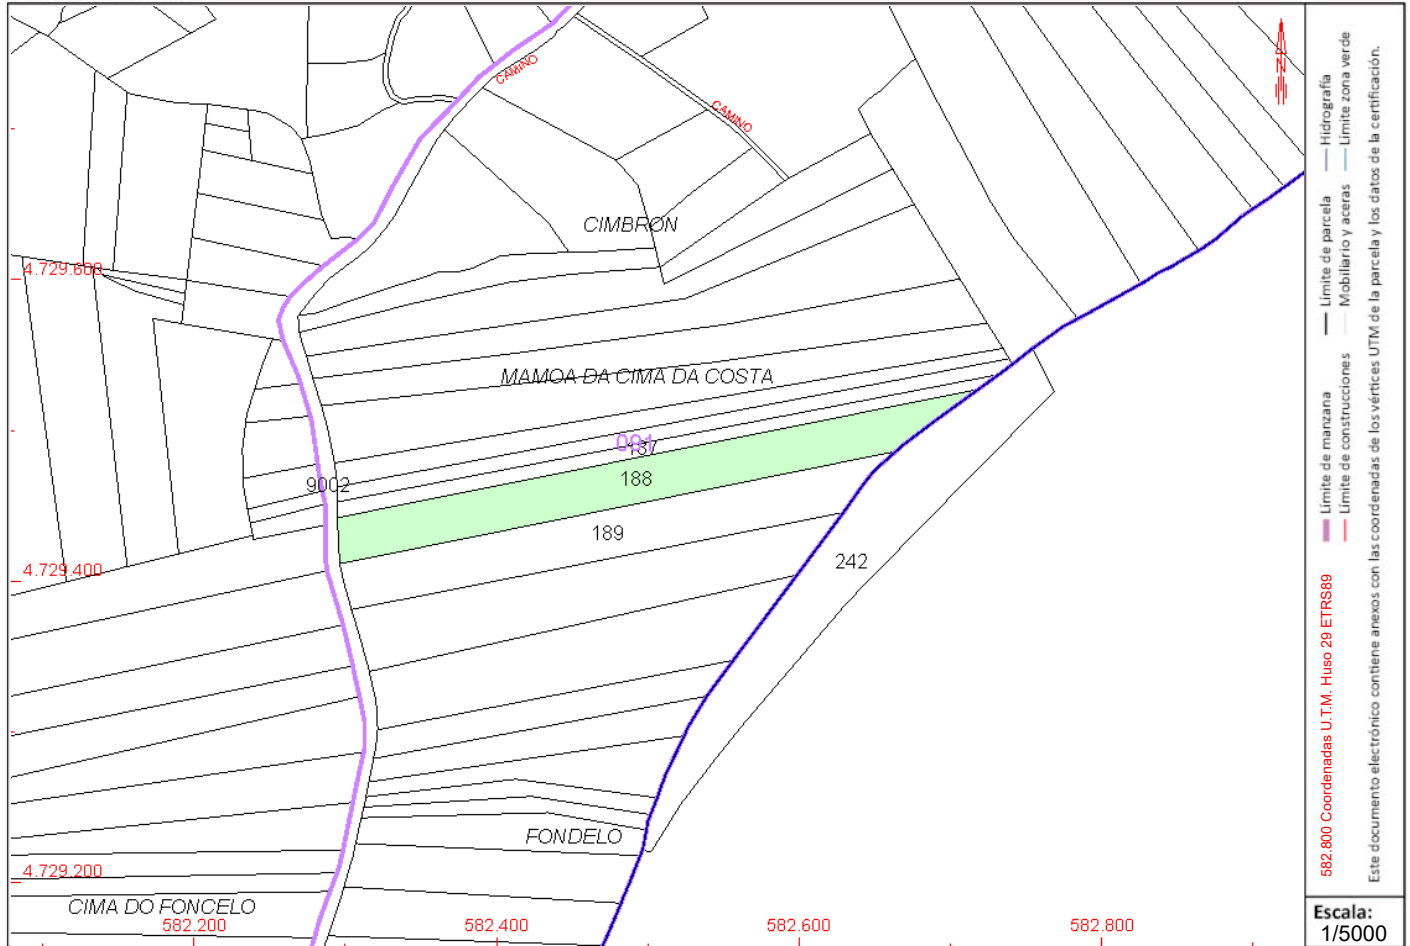 CAMINO
CAMINO
CIMBRON
4.729.600
MAMOA DA CIMA DA COSTA
081
187
9002
188
189
242
4.729.400
FONDELO
4.729.200
CIMA DO FONCELO
582.200
582.400
582.600
582.800
N
Límite de manzana
Límite de parcela
Hidrografía
Límite de construcciones
Mobiliario y aceras
Límite zona verde
582.800 Coordenadas U.T.M. Huso 29 ETRS89
Este documento electrónico contiene anexos con las coordenadas de los vértices UTM de la parcela y los datos de la certificación.
Escala:
1/5000